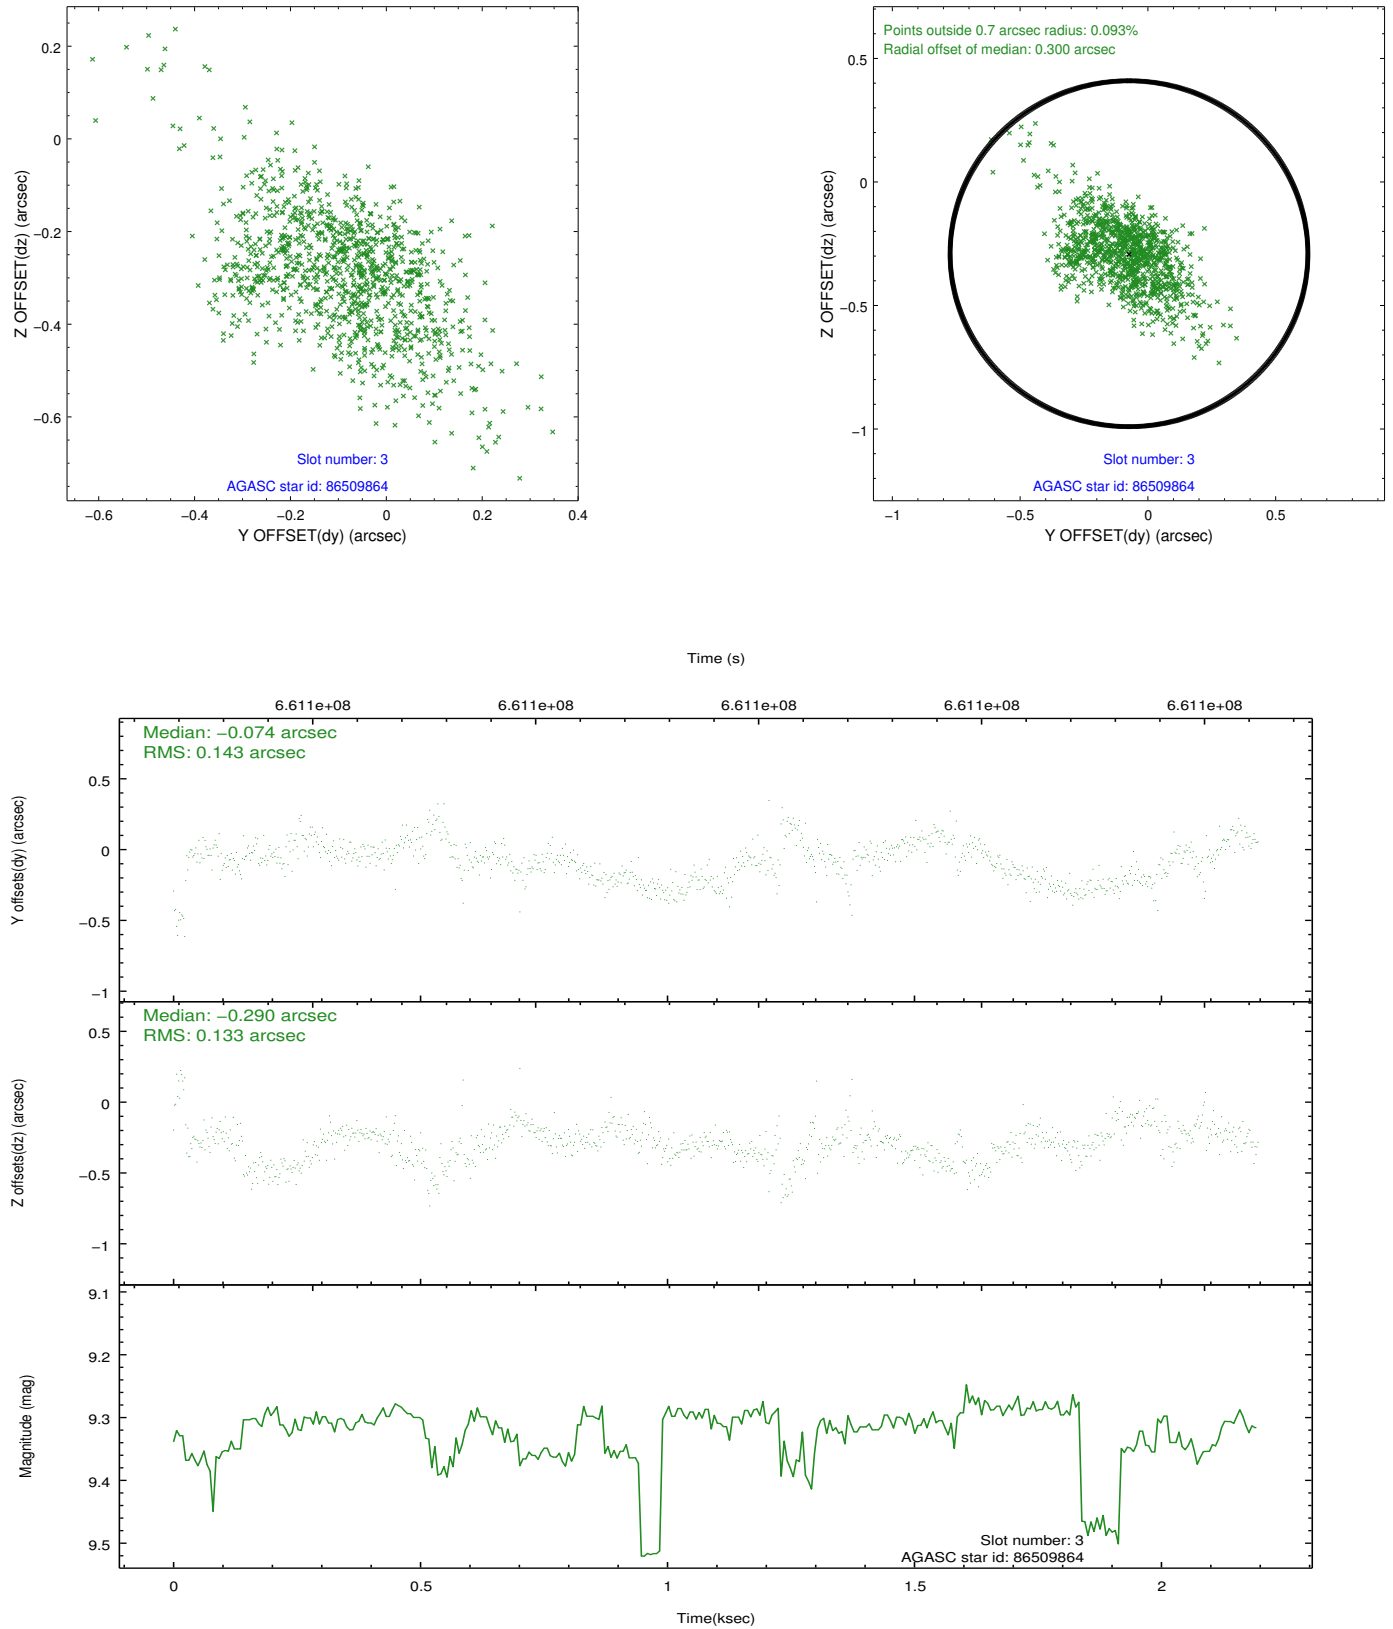 0.2
0
−0.2
−0.4
−0.6
Z OFFSET(dz) (arcsec)
Slot number: 3
AGASC star id: 86509864
−0.6 −0.4 −0.2 0 0.2 0.4
Y OFFSET(dy) (arcsec)
Points outside 0.7 arcsec radius: 0.093%
Radial offset of median: 0.300 arcsec
0.5
0
−0.5
−1
Z OFFSET(dz) (arcsec)
Slot number: 3
AGASC star id: 86509864
−1 −0.5 0 0.5
Y OFFSET(dy) (arcsec)
Time (s)
6.611e+08 6.611e+08 6.611e+08 6.611e+08 6.611e+08
Median: −0.074 arcsec
RMS: 0.143 arcsec
0.5
0
−0.5
−1
Y offsets(dy) (arcsec)
Median: −0.290 arcsec
RMS: 0.133 arcsec
0.5
0
−0.5
−1
Z offsets(dz) (arcsec)
9.1
9.2
9.3
9.4
9.5
Magnitude (mag)
Slot number: 3
AGASC star id: 86509864
0 0.5 1 1.5 2
Time(ksec)